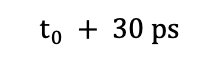 t₀ + 30 ps